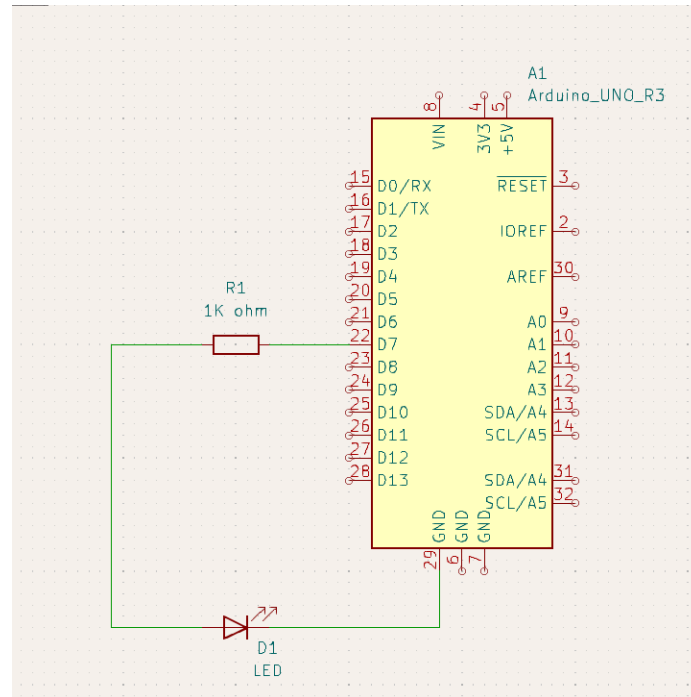 A1
Arduino_UNO_R3
8 4 5
VIN 3V3 +5V
15 D0/RX RESET 3
16 D1/TX
17 D2 IOREF 2
18 D3
19 D4 AREF 30
20 D5
R1
1K ohm
21 D6 A0 9
22 D7 A1 10
23 D8 A2 11
24 D9 A3 12
25 D10 SDA/A4 13
26 D11 SCL/A5 14
27 D12
28 D13 SDA/A4 31
SCL/A5 32
GND GND GND
29 6 7
D1
LED